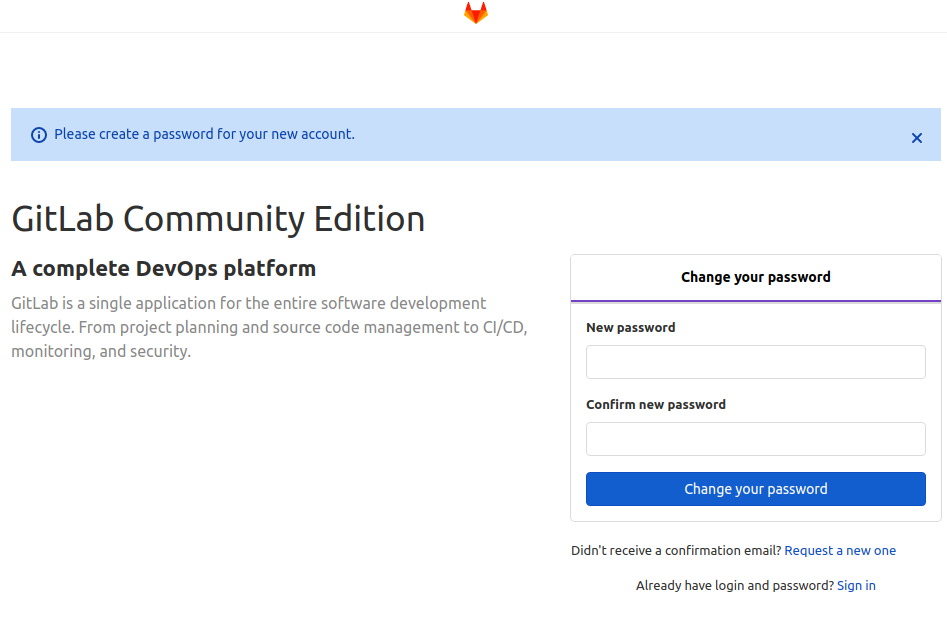 Please create a password for your new account.
GitLab Community Edition
A complete DevOps platform
GitLab is a single application for the entire software development
lifecycle. From project planning and source code management to CI/CD,
monitoring, and security.
Change your password
New password
Confirm new password
Change your password
Didn't receive a confirmation email? Request a new one
Already have login and password? Sign in